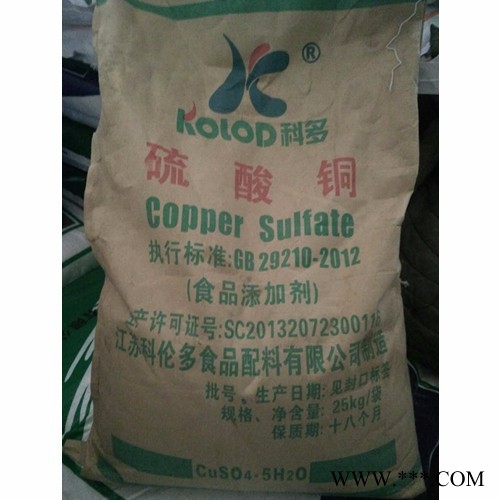 ®
KOLOD科多
硫酸铜
Copper Sulfate
执行标准:GB 29210-2012
(食品添加剂)
产许可证号:SC20132072300116
江苏科伦多食品配料有限公司制造
批号、生产日期:见封口标签
规格、净含量:25kg/袋
保质期:十八个月
CuSO4·5H2O
www.***.com